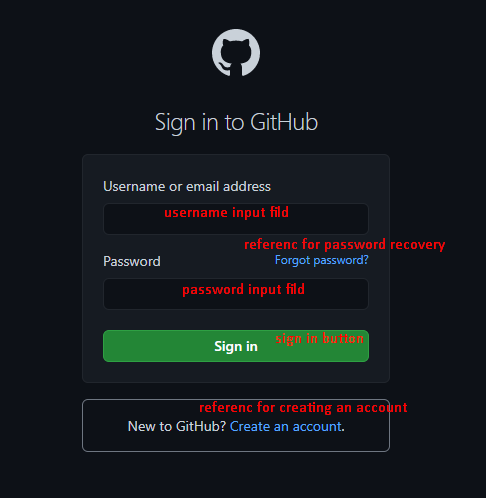 Sign in to GitHub
Username or email address
username input fild
referenc for password recovery
Password
Forgot password?
password input fild
Sign in
sign in button
referenc for creating an account
New to GitHub? Create an account.